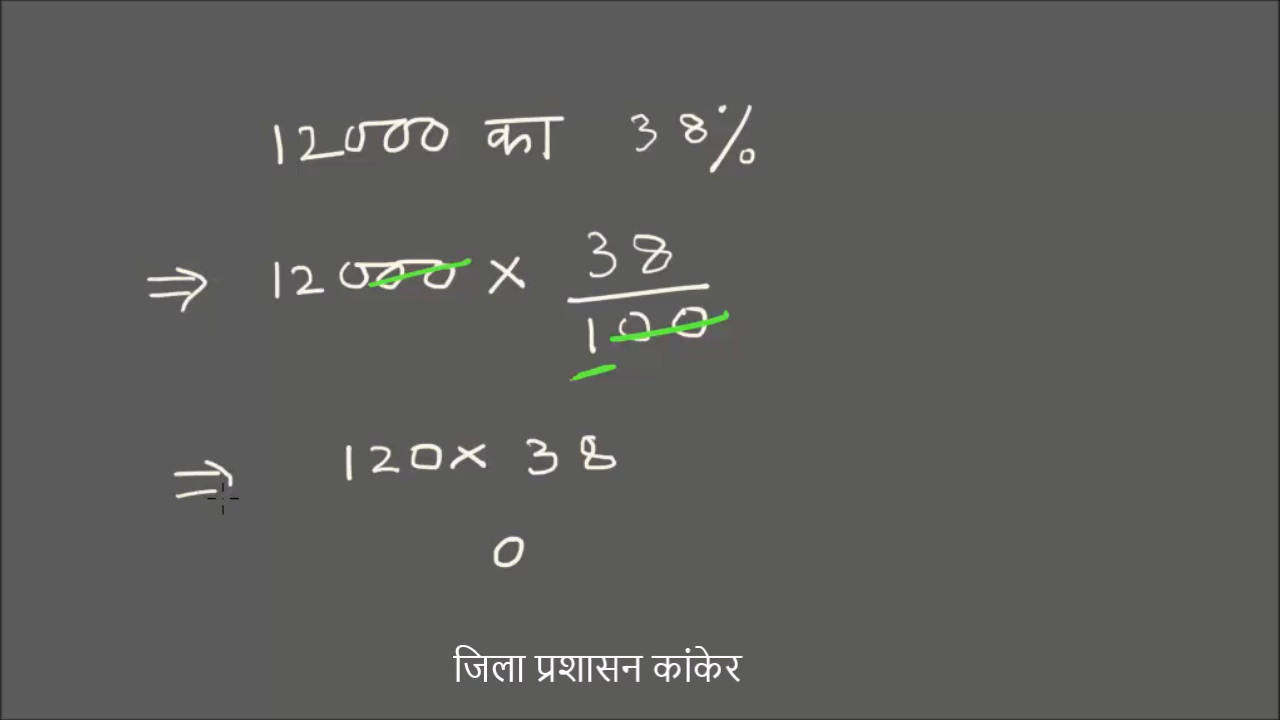 12000 का 38%
⇒ 12000 × 38/100
⇒ 120 × 38
0
जिला प्रशासन कांकेर